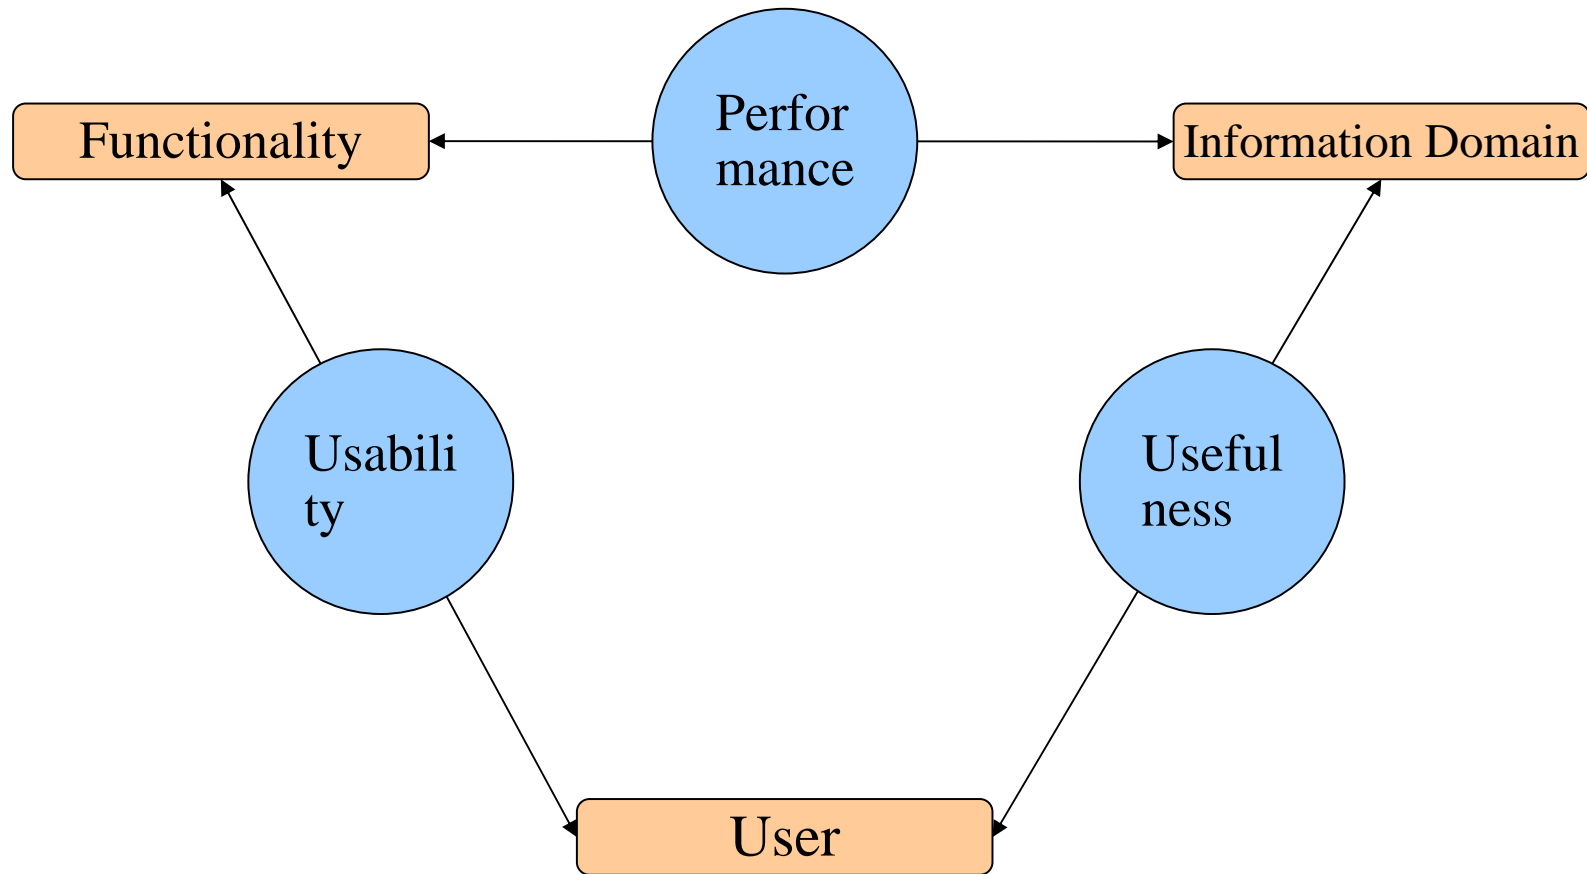 Perfor
mance
Functionality
Information Domain
Usabili
ty
Useful
ness
User